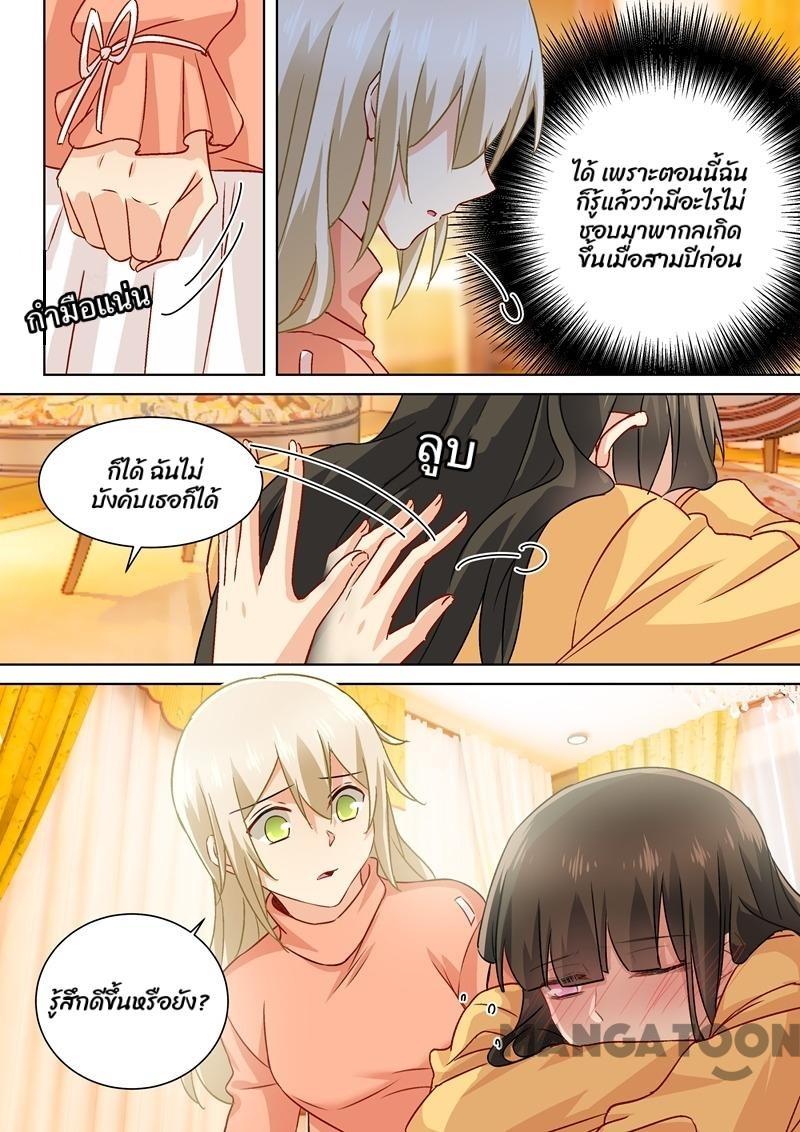 ได้ เพราะตอนนี้ฉัน
ก็รู้แล้วว่ามีอะไรไม่
ชอบมาพากลเกิด
ขึ้นเมื่อสามปีก่อน
กำมือแน่น
ลูบ
ก็ได้ ฉันไม่
บังคับเธอก็ได้
รู้สึกดีขึ้นหรือยัง?
MANGATOON